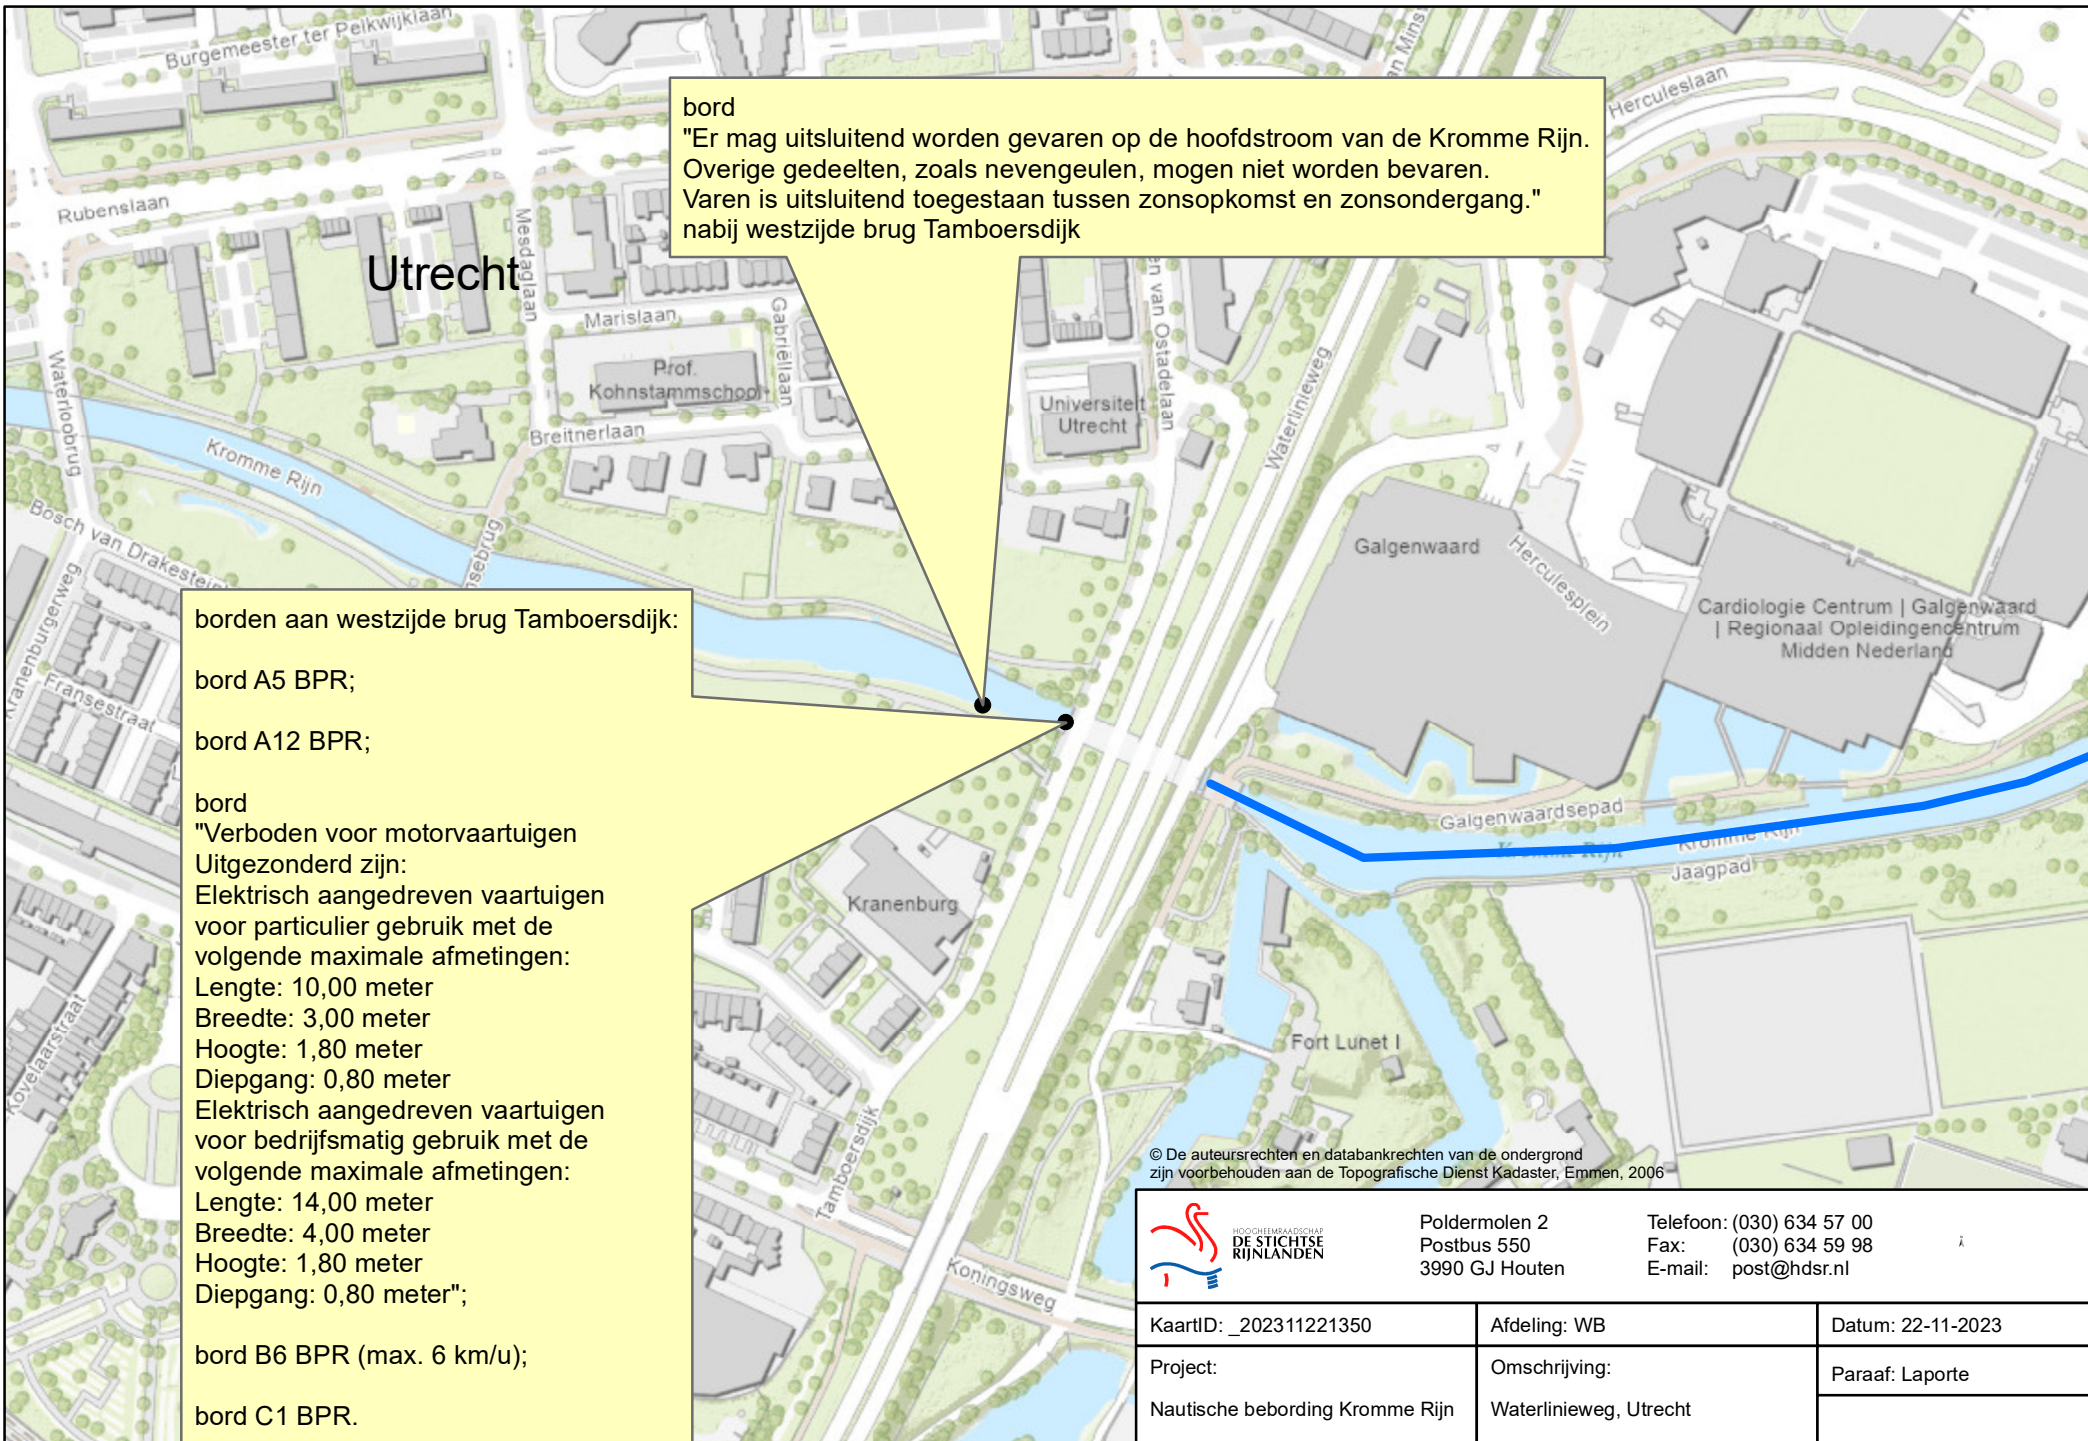 Burgemeester ter Pelkwijklaan
Herculeslaan
bord
"Er mag uitsluitend worden gevaren op de hoofdstroom van de Kromme Rijn.
Overige gedeelten, zoals nevengeulen, mogen niet worden bevaren.
Varen is uitsluitend toegestaan tussen zonsopkomst en zonsondergang."
nabij westzijde brug Tamboersdijk
Rubenslaan
Mesdaglaan
Utrecht
Marislaan
Gabriëllaan
van Ostadelaan
Waterlinieweg
Waterloobrug
Prof.
Kohnstammschool
Universiteit
Utrecht
Breitnerlaan
Kromme Rijn
Bosch van Drakestein
Galgenwaard
Herculesplein
Cardiologie Centrum | Galgenwaard
| Regionaal Opleidingencentrum
Midden Nederland
Kranenburgerweg
Fransestraat
borden aan westzijde brug Tamboersdijk:
bord A5 BPR;
bord A12 BPR;
bord
"Verboden voor motorvaartuigen
Uitgezonderd zijn:
Elektrisch aangedreven vaartuigen
voor particulier gebruik met de
volgende maximale afmetingen:
Lengte: 10,00 meter
Breedte: 3,00 meter
Hoogte: 1,80 meter
Diepgang: 0,80 meter
Elektrisch aangedreven vaartuigen
voor bedrijfsmatig gebruik met de
volgende maximale afmetingen:
Lengte: 14,00 meter
Breedte: 4,00 meter
Hoogte: 1,80 meter
Diepgang: 0,80 meter";
bord B6 BPR (max. 6 km/u);
bord C1 BPR.
Galgenwaardsepad
Kromme Rijn
Kromme Rijn
Jaagpad
Kranenburg
Fort Lunet I
Kovelaarstraat
Tamboersdijk
Koningsweg
© De auteursrechten en databankrechten van de ondergrond
zijn voorbehouden aan de Topografische Dienst Kadaster, Emmen, 2006
HOOGHEEMRAADSCHAP
DE STICHTSE
RIJNLANDEN
Poldermolen 2
Postbus 550
3990 GJ Houten
Telefoon: (030) 634 57 00
Fax: (030) 634 59 98
E-mail: post@hdsr.nl
KaartID: _202311221350
Afdeling: WB
Datum: 22-11-2023
Project:
Nautische bebording Kromme Rijn
Omschrijving:
Waterlinieweg, Utrecht
Paraaf: Laporte